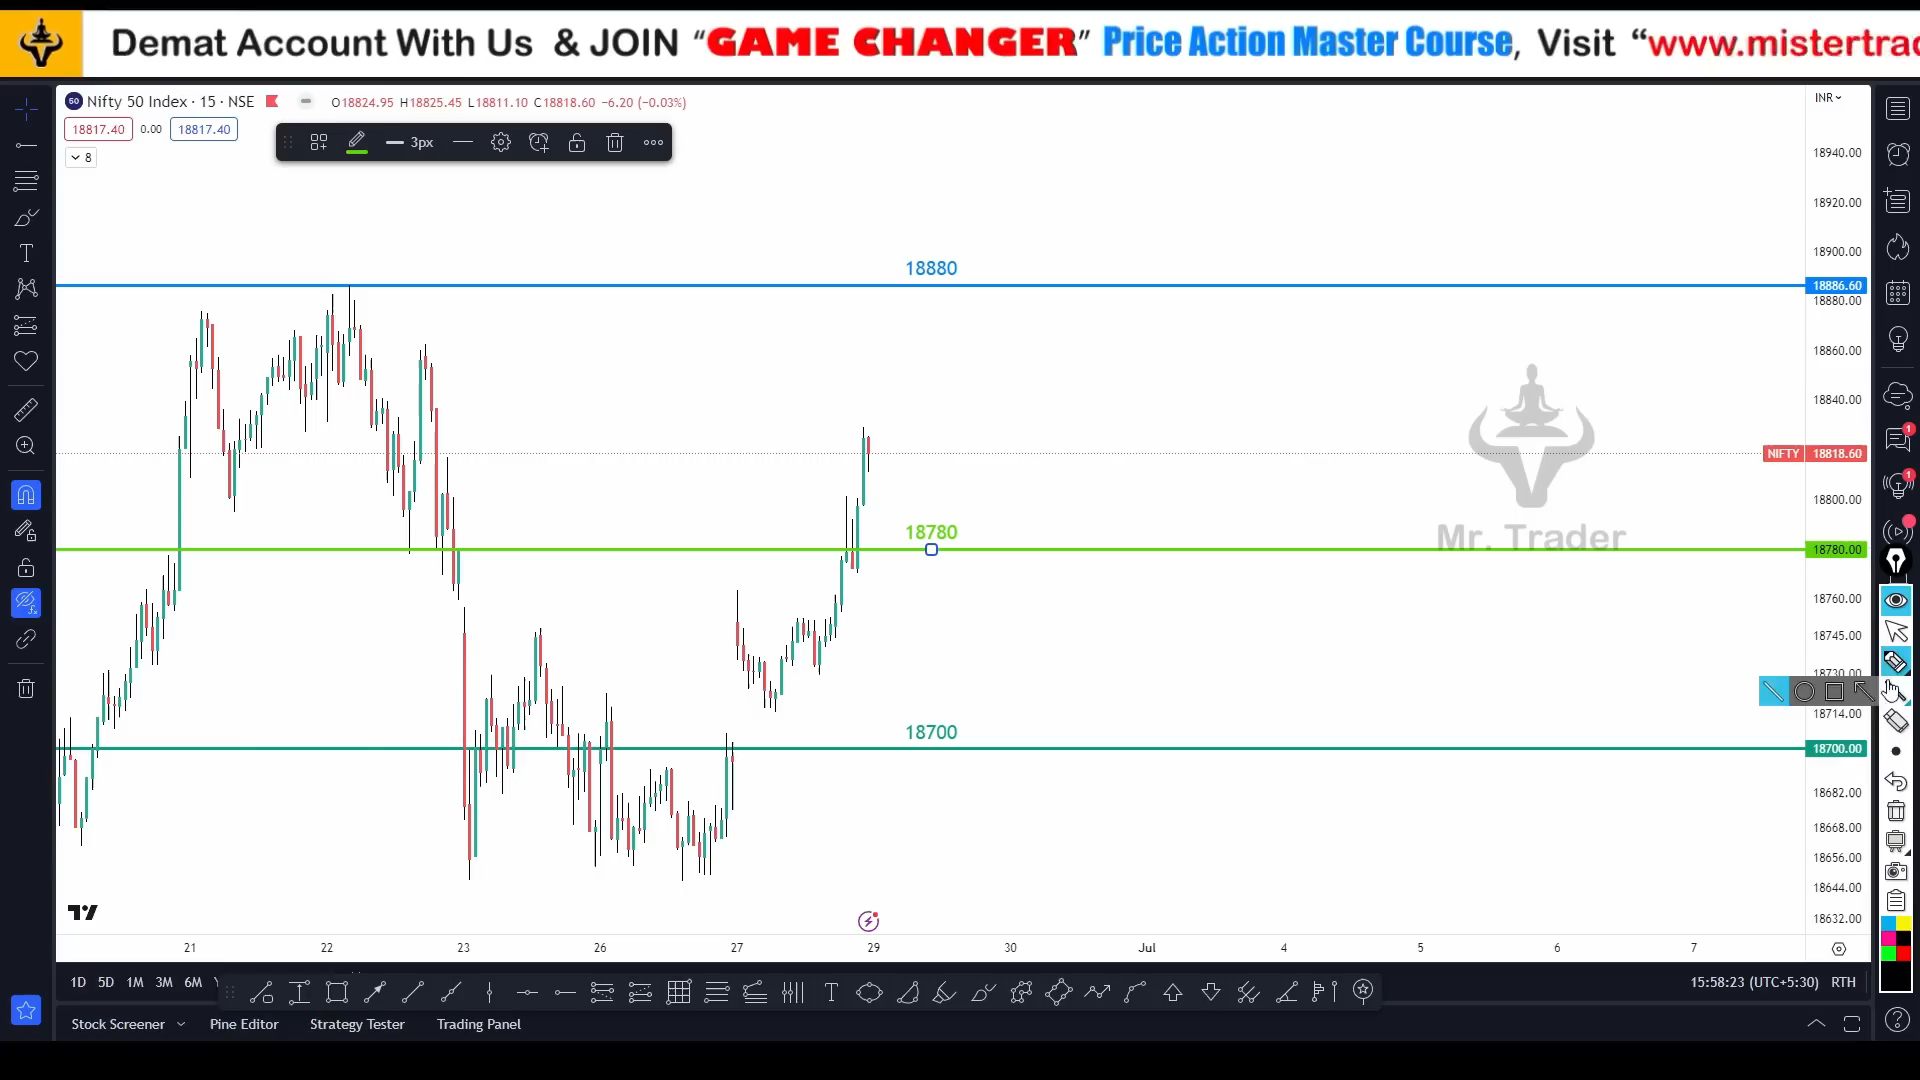 Demat Account With Us & JOIN “GAME CHANGER” Price Action Master Course, Visit “www.mistertrad
50 Nifty 50 Index · 15 · NSE O18824.95 H18825.45 L18811.10 C18818.60 −6.20 (−0.03%)
INR
18817.40 0.00 18817.40
3px
8
18940.00
18920.00
18900.00
18880
18886.60
18880.00
18860.00
18840.00
NIFTY 18818.60
18800.00
18780
Mr. Trader
18780.00
18760.00
18745.00
18730.00
18714.00
18700
18700.00
18682.00
18668.00
18656.00
18644.00
18632.00
21 22 23 26 27 29 30 Jul 4 5 6 7
1D 5D 1M 3M 6M
15:58:23 (UTC+5:30) RTH
Stock Screener Pine Editor Strategy Tester Trading Panel
1
1